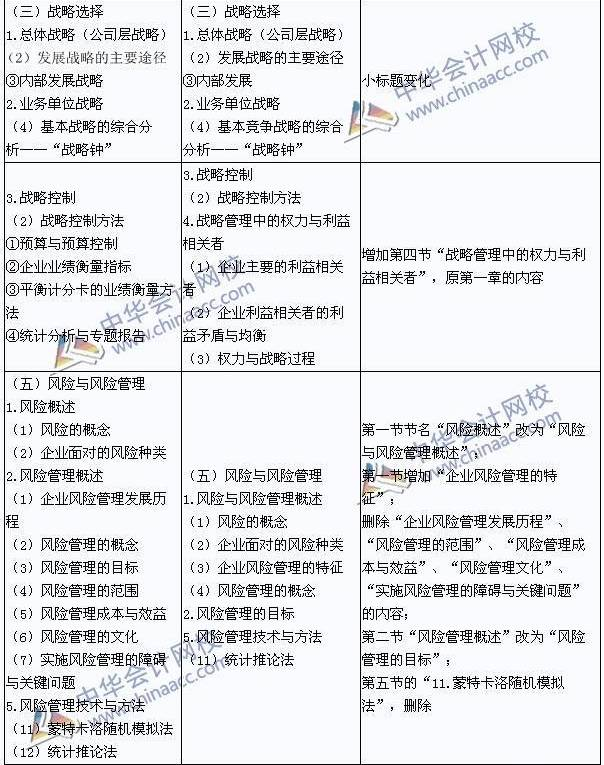 （三）战略选择
1.总体战略（公司层战略）
（2）发展战略的主要途径
③内部发展战略
2.业务单位战略
（4）基本战略的综合分
析——“战略钟”
（三）战略选择
1.总体战略（公司层战略）
（2）发展战略的主要途径
③内部发展
2.业务单位战略
（4）基本竞争战略的综合
分析——“战略钟”
小标题变化
3.战略控制
（2）战略控制方法
①预算与预算控制
②企业业绩衡量指标
③平衡计分卡的业绩衡量方
法
④统计分析与专题报告
3.战略控制
（2）战略控制方法
4.战略管理中的权力与利益
相关者
（1）企业主要的利益相关
者
（2）企业利益相关者的利
益矛盾与均衡
（3）权力与战略过程
增加第四节“战略管理中的权力与利
益相关者”，原第一章的内容
（五）风险与风险管理
1.风险概述
（1）风险的概念
（2）企业面对的风险种类
2.风险管理概述
（1）企业风险管理发展历
程
（2）风险管理的概念
（3）风险管理的目标
（4）风险管理的范围
（5）风险管理成本与效益
（6）风险管理的文化
（7）实施风险管理的障碍
与关键问题
5.风险管理技术与方法
（11）蒙特卡洛随机模拟法
（12）统计推论法
（五）风险与风险管理
1.风险与风险管理概述
（1）风险的概念
（2）企业面对的风险种类
（3）企业风险管理的特征
（4）风险管理的概念
2.风险管理的目标
5.风险管理技术与方法
（11）统计推论法
第一节节名“风险概述”改为“风险
与风险管理概述”；
第一节增加“企业风险管理的特
征”；
删除“企业风险管理发展历程”、
“风险管理的范围”、“风险管理成
本与效益”、“风险管理文化”、
“实施风险管理的障碍与关键问题”
的内容；
第二节“风险管理概述”改为“风险
管理的目标”；
第五节的“11.蒙特卡洛随机模拟
法”，删除
中华会计网校
www.chinaacc.com
中华会计网校
www.chinaacc.com
中华会计网校
www.chinaacc.com
中华会计网校
www.chinaacc.com